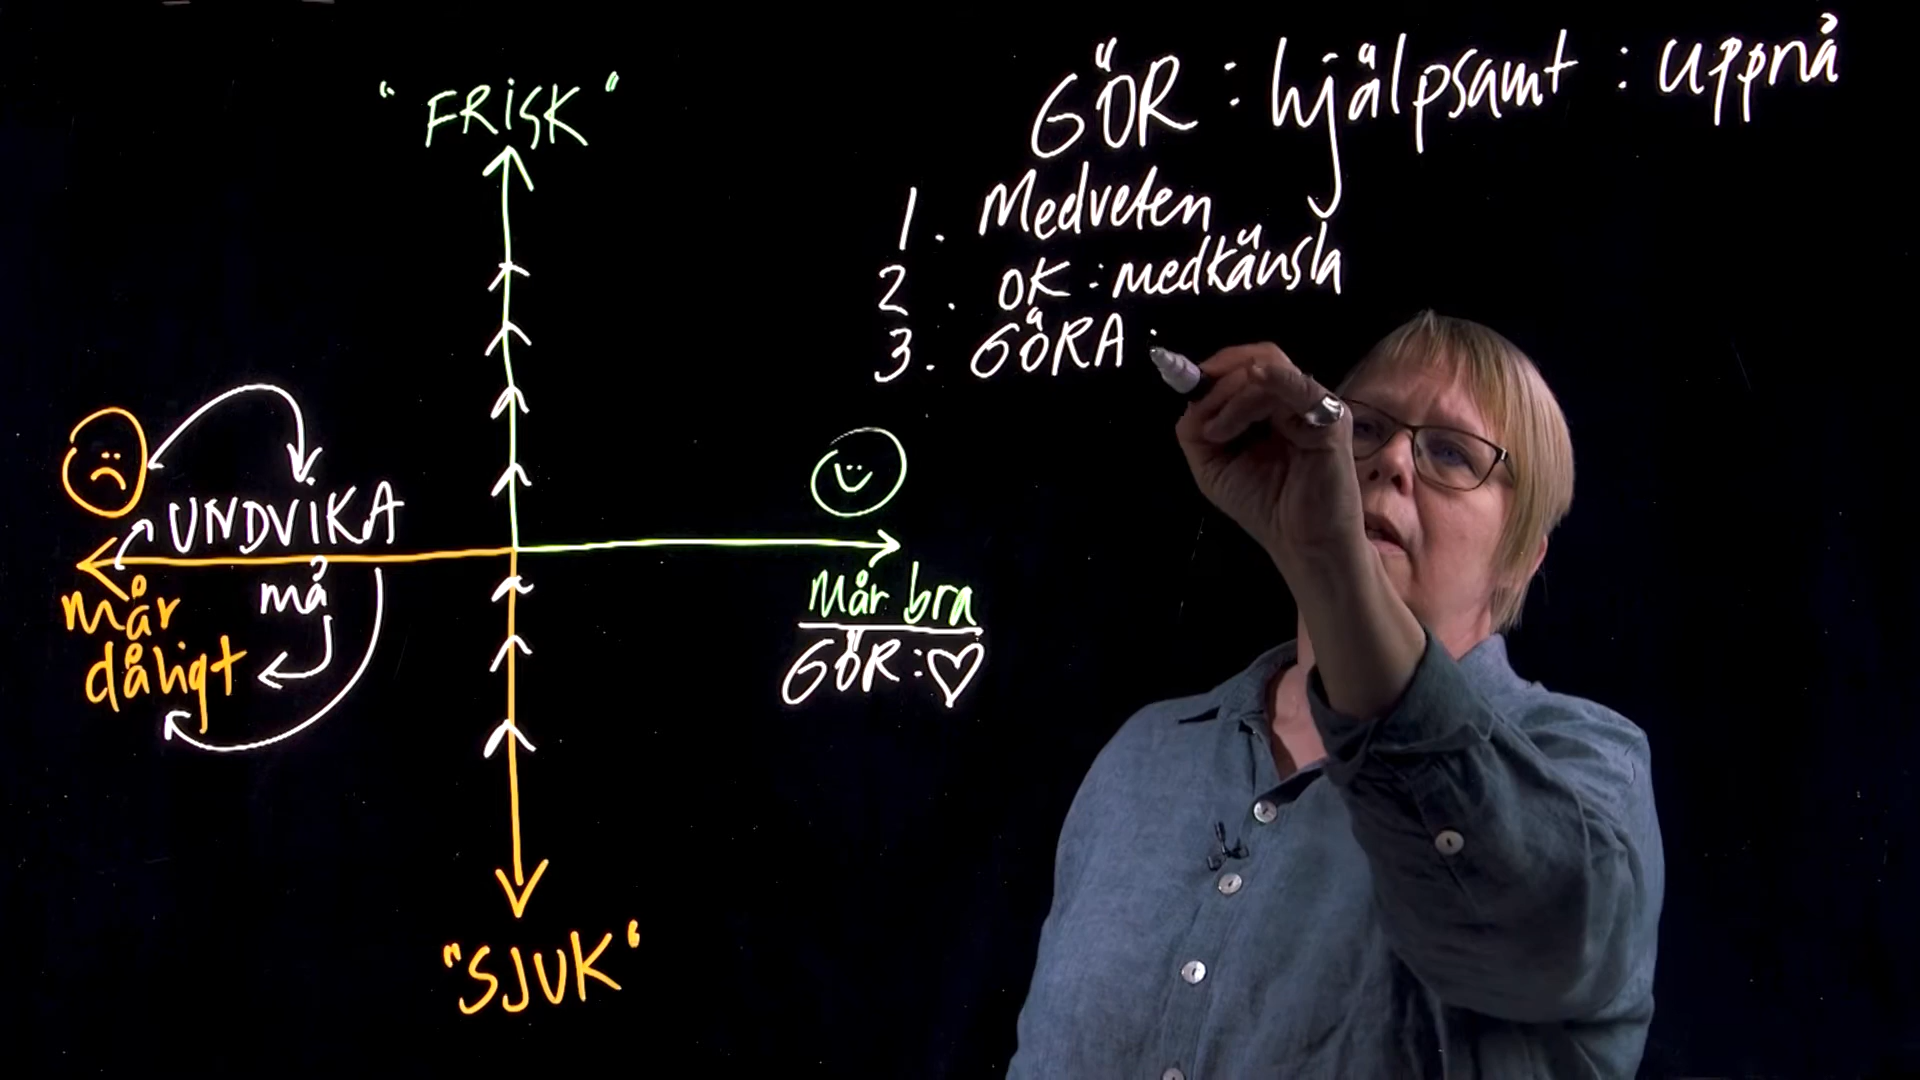 "FRISK"
UNDVIKA
må
mår
dåligt
"SJUK"
Mår bra
GÖR:♡
GÖR : hjälpsamt : uppnå
1. Medveten
2. OK : medkänsla
3. GÖRA :